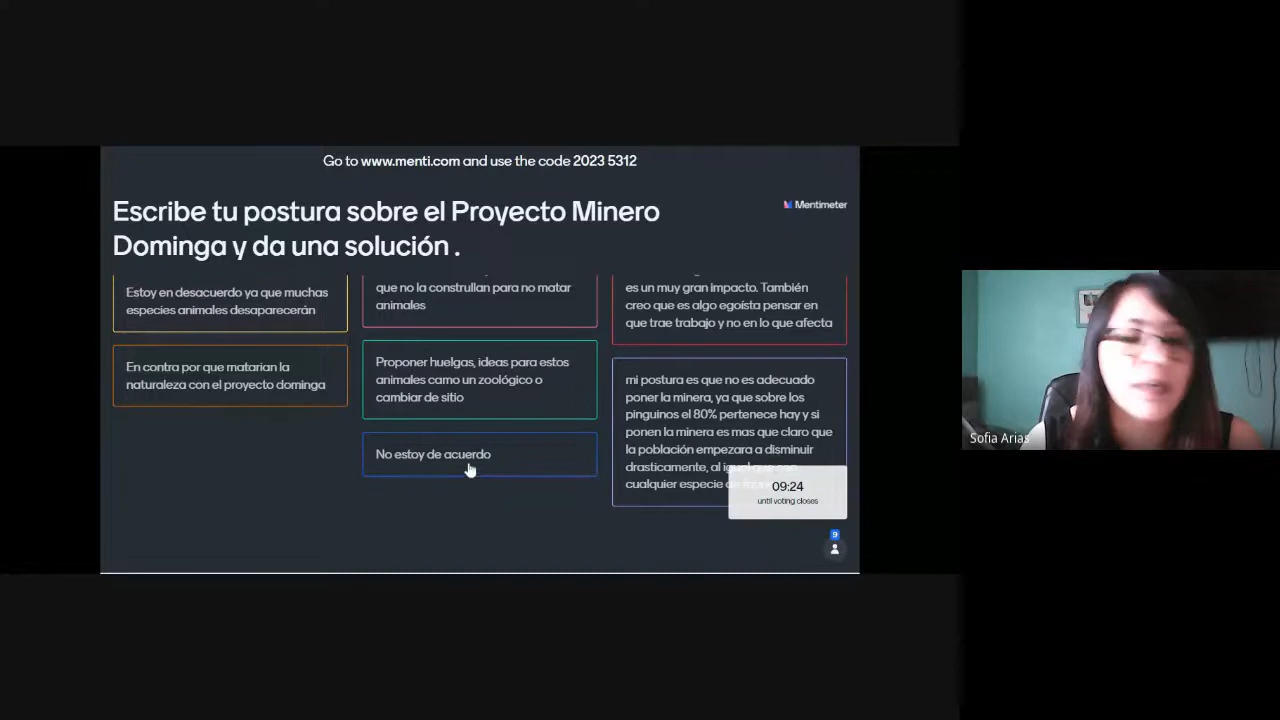 Go to www.menti.com and use the code 2023 5312
Escribe tu postura sobre el Proyecto Minero
Dominga y da una solución .
Mentimeter
Estoy en desacuerdo ya que muchas
especies animales desaparecerán
En contra por que matarian la
naturaleza con el proyecto dominga
que no la construllan para no matar
animales
Proponer huelgas, ideas para estos
animales camo un zoológico o
cambiar de sitio
No estoy de acuerdo
es un muy gran impacto. También
creo que es algo egoísta pensar en
que trae trabajo y no en lo que afecta
mi postura es que no es adecuado
poner la minera, ya que sobre los
pinguinos el 80% pertenece hay y si
ponen la minera es mas que claro que
la población empezara a disminuir
drasticamente, al igual que
cualquier especie
09:24
until voting closes
9
Sofia Arias